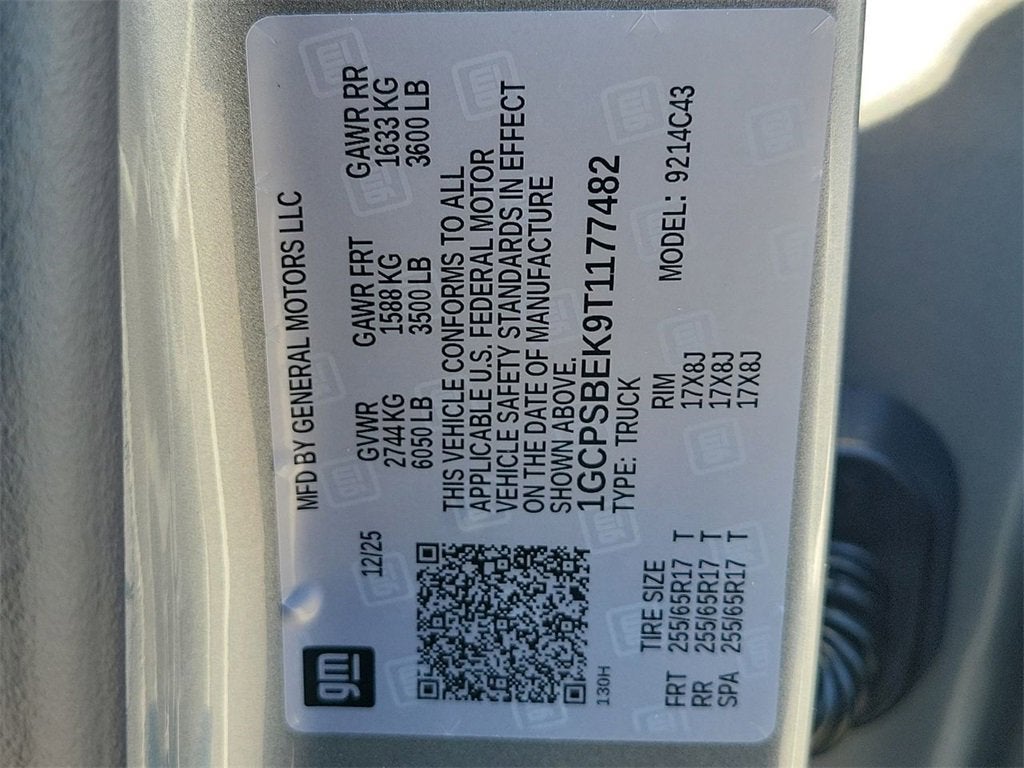 gm
MFD BY GENERAL MOTORS LLC
12/25
GVWR GAWR FRT GAWR RR
2744 KG 1588 KG 1633 KG
6050 LB 3500 LB 3600 LB
THIS VEHICLE CONFORMS TO ALL
APPLICABLE U.S. FEDERAL MOTOR
VEHICLE SAFETY STANDARDS IN EFFECT
ON THE DATE OF MANUFACTURE
SHOWN ABOVE.
1GCPSBEK9T1177482
TYPE: TRUCK
130H
TIRE SIZE RIM MODEL: 9214C43
FRT 255/65R17 T 17X8J
RR 255/65R17 T 17X8J
SPA 255/65R17 T 17X8J